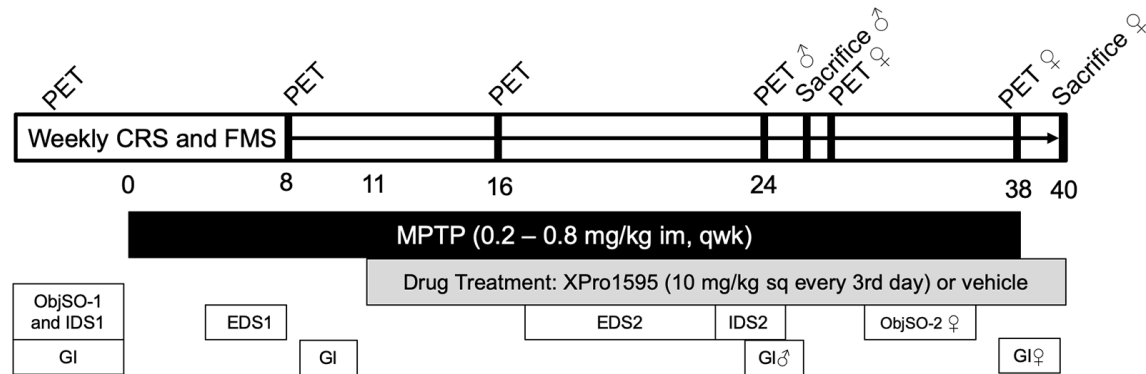 PET
PET
PET
PET ♂
Sacrifice ♂
PET ♀
PET ♀
Sacrifice ♀
Weekly CRS and FMS
0
8
11
16
24
38
40
MPTP (0.2 – 0.8 mg/kg im, qwk)
Drug Treatment: XPro1595 (10 mg/kg sq every 3rd day) or vehicle
ObjSO-1
and IDS1
EDS1
EDS2
IDS2
ObjSO-2 ♀
GI
GI
GI♂
GI♀